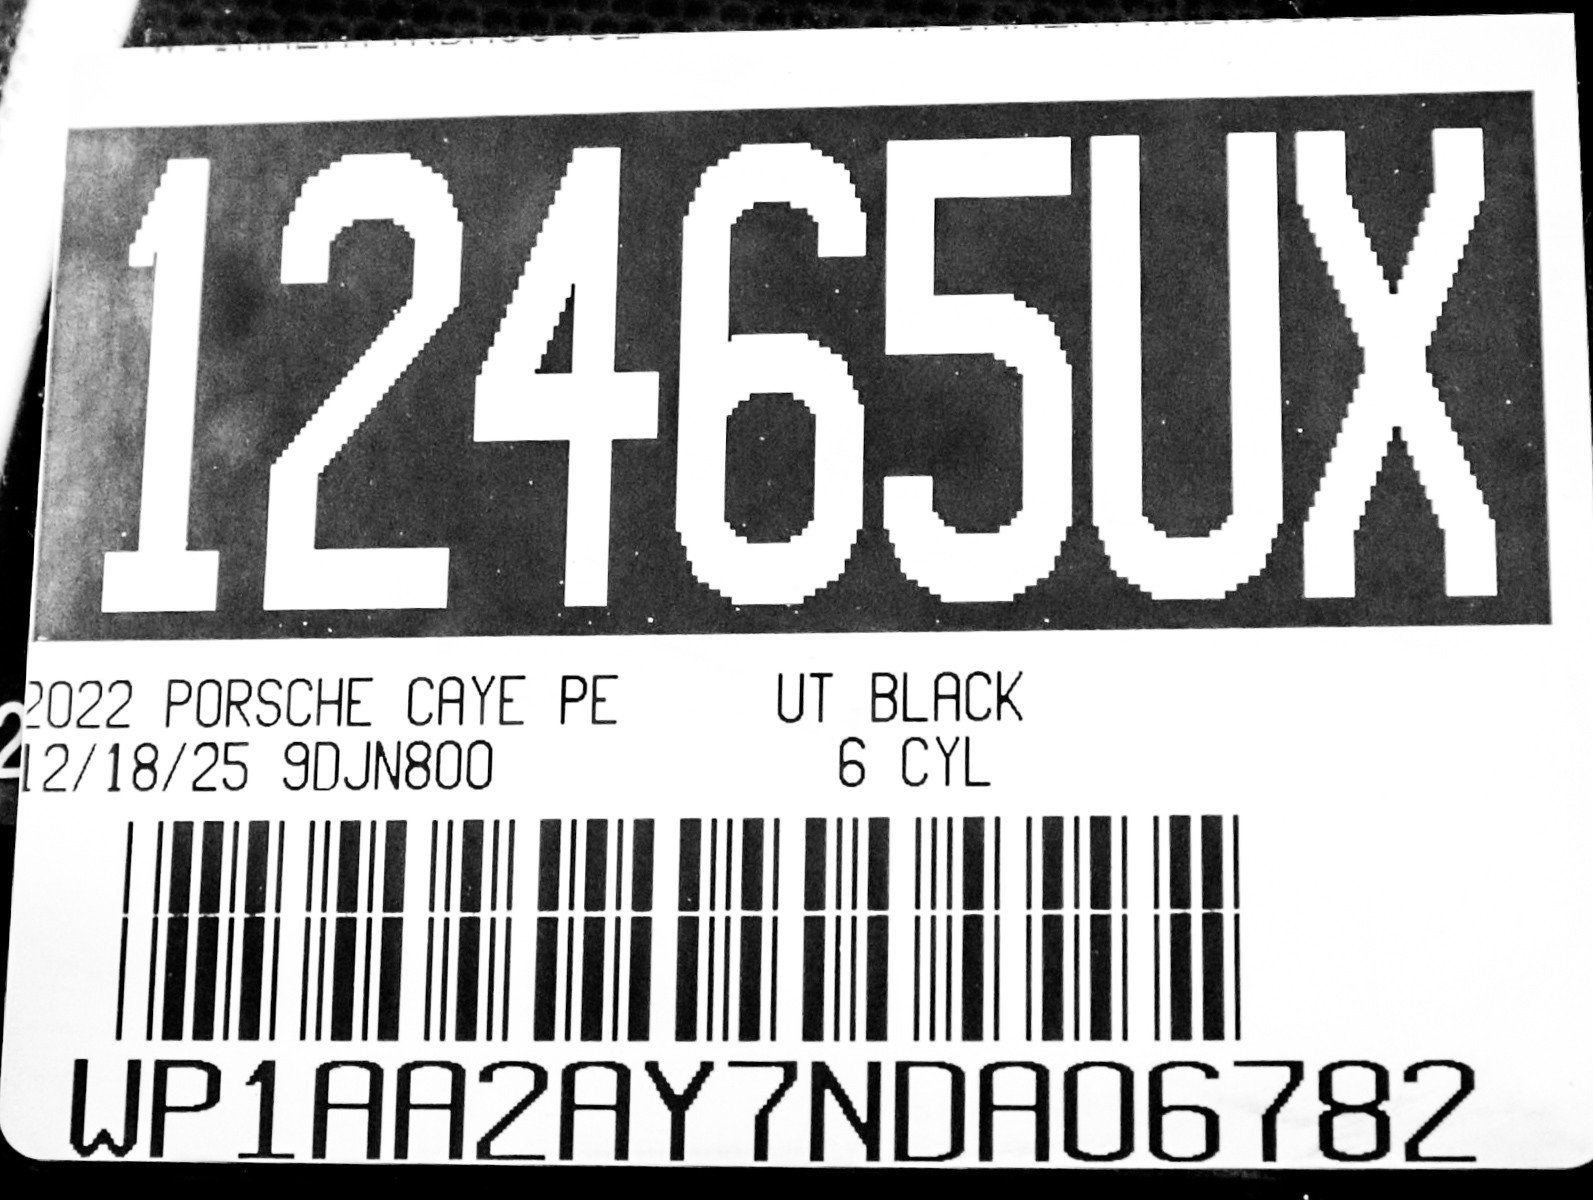 12465UX
2022 PORSCHE CAYE PE UT BLACK
12/18/25 9DJN800 6 CYL
WP1AA2AY7NDA06782